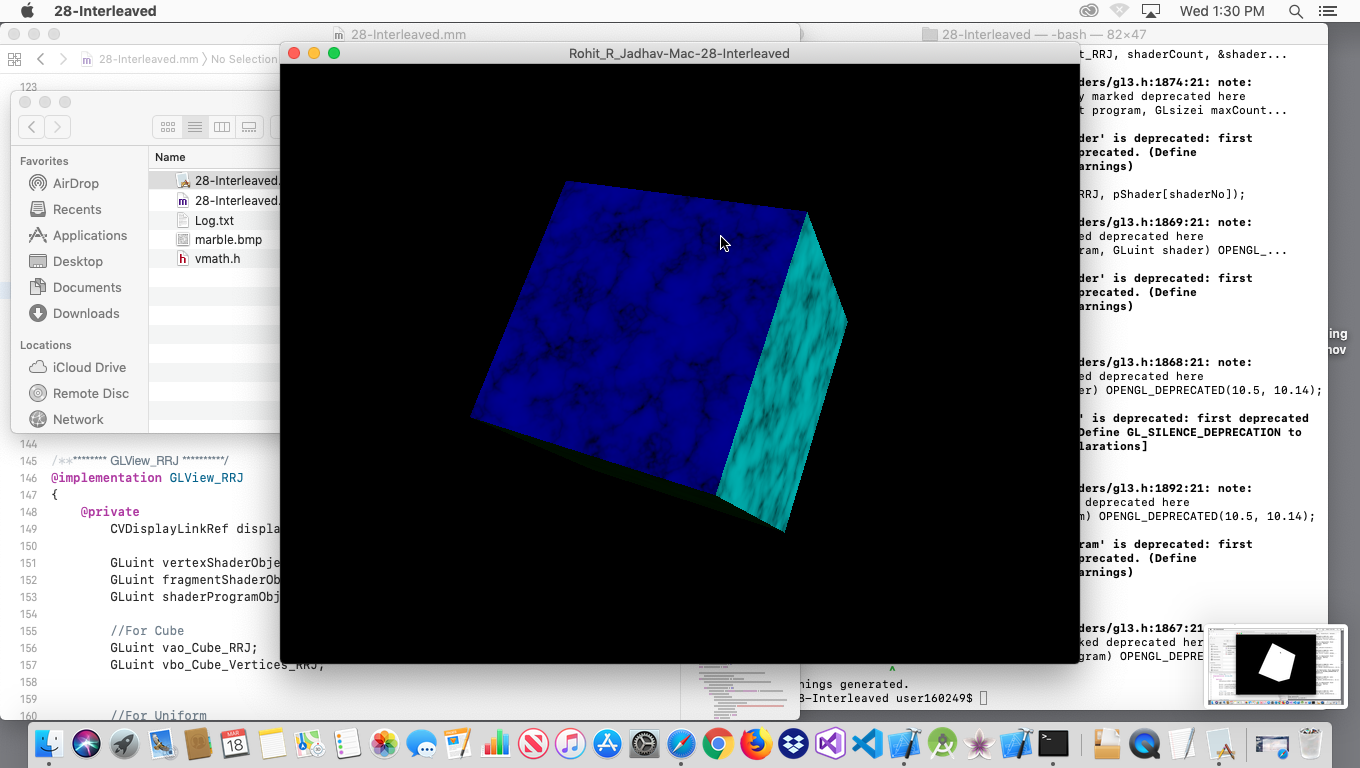 28-Interleaved
Wed 1:30 PM
28-Interleaved.mm
28-Interleaved — -bash — 82×47
28-Interleaved.mm
No Selection
Rohit_R_Jadhav-Mac-28-Interleaved
123
Favorites
AirDrop
Recents
Applications
Desktop
Documents
Downloads
Locations
iCloud Drive
Remote Disc
Network
Name
28-Interleaved.
28-Interleaved.
Log.txt
marble.bmp
vmath.h
144
145 /********** GLView_RRJ **********/
146 @implementation GLView_RRJ
147 {
148 @private
149 CVDisplayLinkRef displa
150
151 GLuint vertexShaderObje
152 GLuint fragmentShaderOb
153 GLuint shaderProgramObj
154
155 //For Cube
156 GLuint vao_Cube_RRJ;
157 GLuint vbo_Cube_Vertices_RRJ;
158
159
160 //For Uniform
t_RRJ, shaderCount, &shader...
ders/gl3.h:1874:21: note:
y marked deprecated here
t program, GLsizei maxCount...
der' is deprecated: first
precated. (Define
arnings)
RRJ, pShader[shaderNo]);
ders/gl3.h:1869:21: note:
ed deprecated here
ram, GLuint shader) OPENGL_...
der' is deprecated: first
precated. (Define
arnings)
ders/gl3.h:1868:21: note:
ed deprecated here
er) OPENGL_DEPRECATED(10.5, 10.14);
' is deprecated: first deprecated
Define GL_SILENCE_DEPRECATION to
larations]
ders/gl3.h:1892:21: note:
deprecated here
m) OPENGL_DEPRECATED(10.5, 10.14);
ram' is deprecated: first
precated. (Define
arnings)
ders/gl3.h:1867:21
ked deprecated her
gram) OPENGL_DEPRE
^
nings generated.
8-Interleaved user160240$
ing
nov
MAR
18